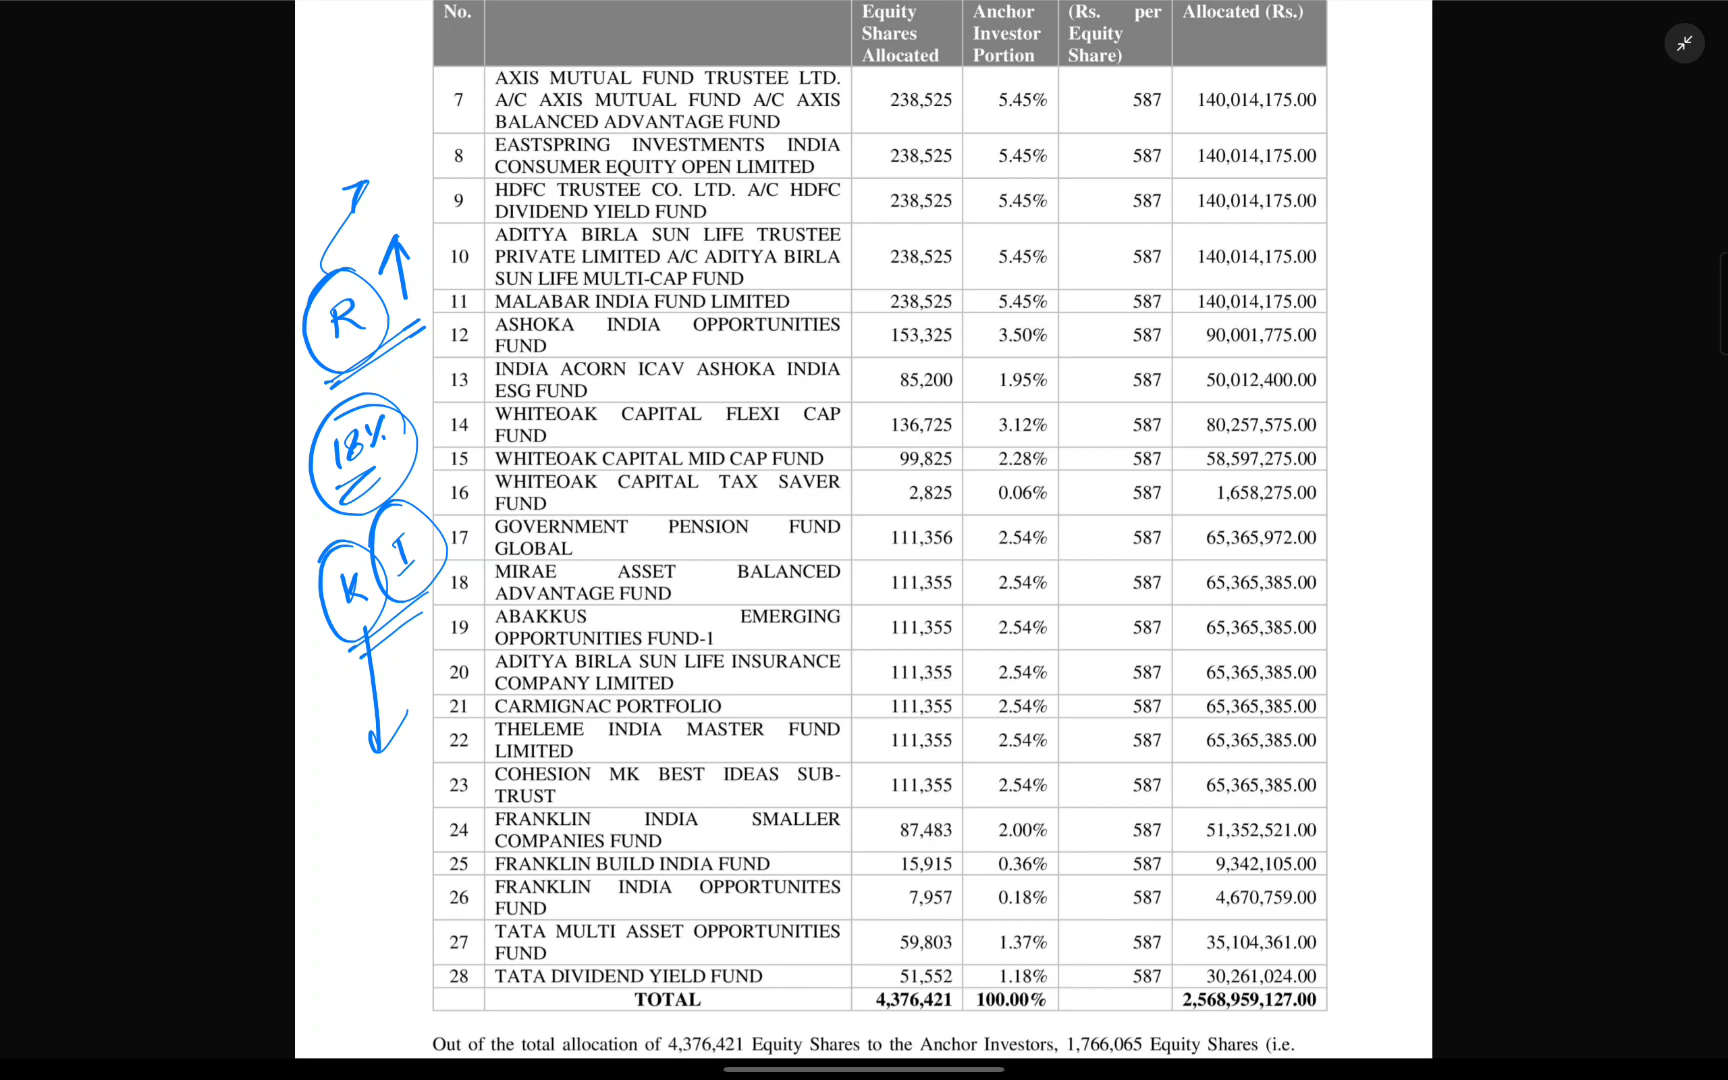 No. Equity Anchor (Rs. per Allocated (Rs.)
Shares Investor Equity
Allocated Portion Share)
AXIS MUTUAL FUND TRUSTEE LTD.
7 A/C AXIS MUTUAL FUND A/C AXIS 238,525 5.45% 587 140,014,175.00
BALANCED ADVANTAGE FUND
EASTSPRING INVESTMENTS INDIA
8 CONSUMER EQUITY OPEN LIMITED 238,525 5.45% 587 140,014,175.00
HDFC TRUSTEE CO. LTD. A/C HDFC
9 DIVIDEND YIELD FUND 238,525 5.45% 587 140,014,175.00
ADITYA BIRLA SUN LIFE TRUSTEE
10 PRIVATE LIMITED A/C ADITYA BIRLA 238,525 5.45% 587 140,014,175.00
SUN LIFE MULTI-CAP FUND
11 MALABAR INDIA FUND LIMITED 238,525 5.45% 587 140,014,175.00
ASHOKA INDIA OPPORTUNITIES
12 FUND 153,325 3.50% 587 90,001,775.00
INDIA ACORN ICAV ASHOKA INDIA
13 ESG FUND 85,200 1.95% 587 50,012,400.00
WHITEOAK CAPITAL FLEXI CAP
14 FUND 136,725 3.12% 587 80,257,575.00
15 WHITEOAK CAPITAL MID CAP FUND 99,825 2.28% 587 58,597,275.00
WHITEOAK CAPITAL TAX SAVER
16 FUND 2,825 0.06% 587 1,658,275.00
GOVERNMENT PENSION FUND
17 GLOBAL 111,356 2.54% 587 65,365,972.00
MIRAE ASSET BALANCED
18 ADVANTAGE FUND 111,355 2.54% 587 65,365,385.00
ABAKKUS EMERGING
19 OPPORTUNITIES FUND-1 111,355 2.54% 587 65,365,385.00
ADITYA BIRLA SUN LIFE INSURANCE
20 COMPANY LIMITED 111,355 2.54% 587 65,365,385.00
21 CARMIGNAC PORTFOLIO 111,355 2.54% 587 65,365,385.00
THELEME INDIA MASTER FUND
22 LIMITED 111,355 2.54% 587 65,365,385.00
COHESION MK BEST IDEAS SUB-
23 TRUST 111,355 2.54% 587 65,365,385.00
FRANKLIN INDIA SMALLER
24 COMPANIES FUND 87,483 2.00% 587 51,352,521.00
25 FRANKLIN BUILD INDIA FUND 15,915 0.36% 587 9,342,105.00
FRANKLIN INDIA OPPORTUNITES
26 FUND 7,957 0.18% 587 4,670,759.00
TATA MULTI ASSET OPPORTUNITIES
27 FUND 59,803 1.37% 587 35,104,361.00
28 TATA DIVIDEND YIELD FUND 51,552 1.18% 587 30,261,024.00
TOTAL 4,376,421 100.00% 2,568,959,127.00
Out of the total allocation of 4,376,421 Equity Shares to the Anchor Investors, 1,766,065 Equity Shares (i.e.
R
18%
I
K